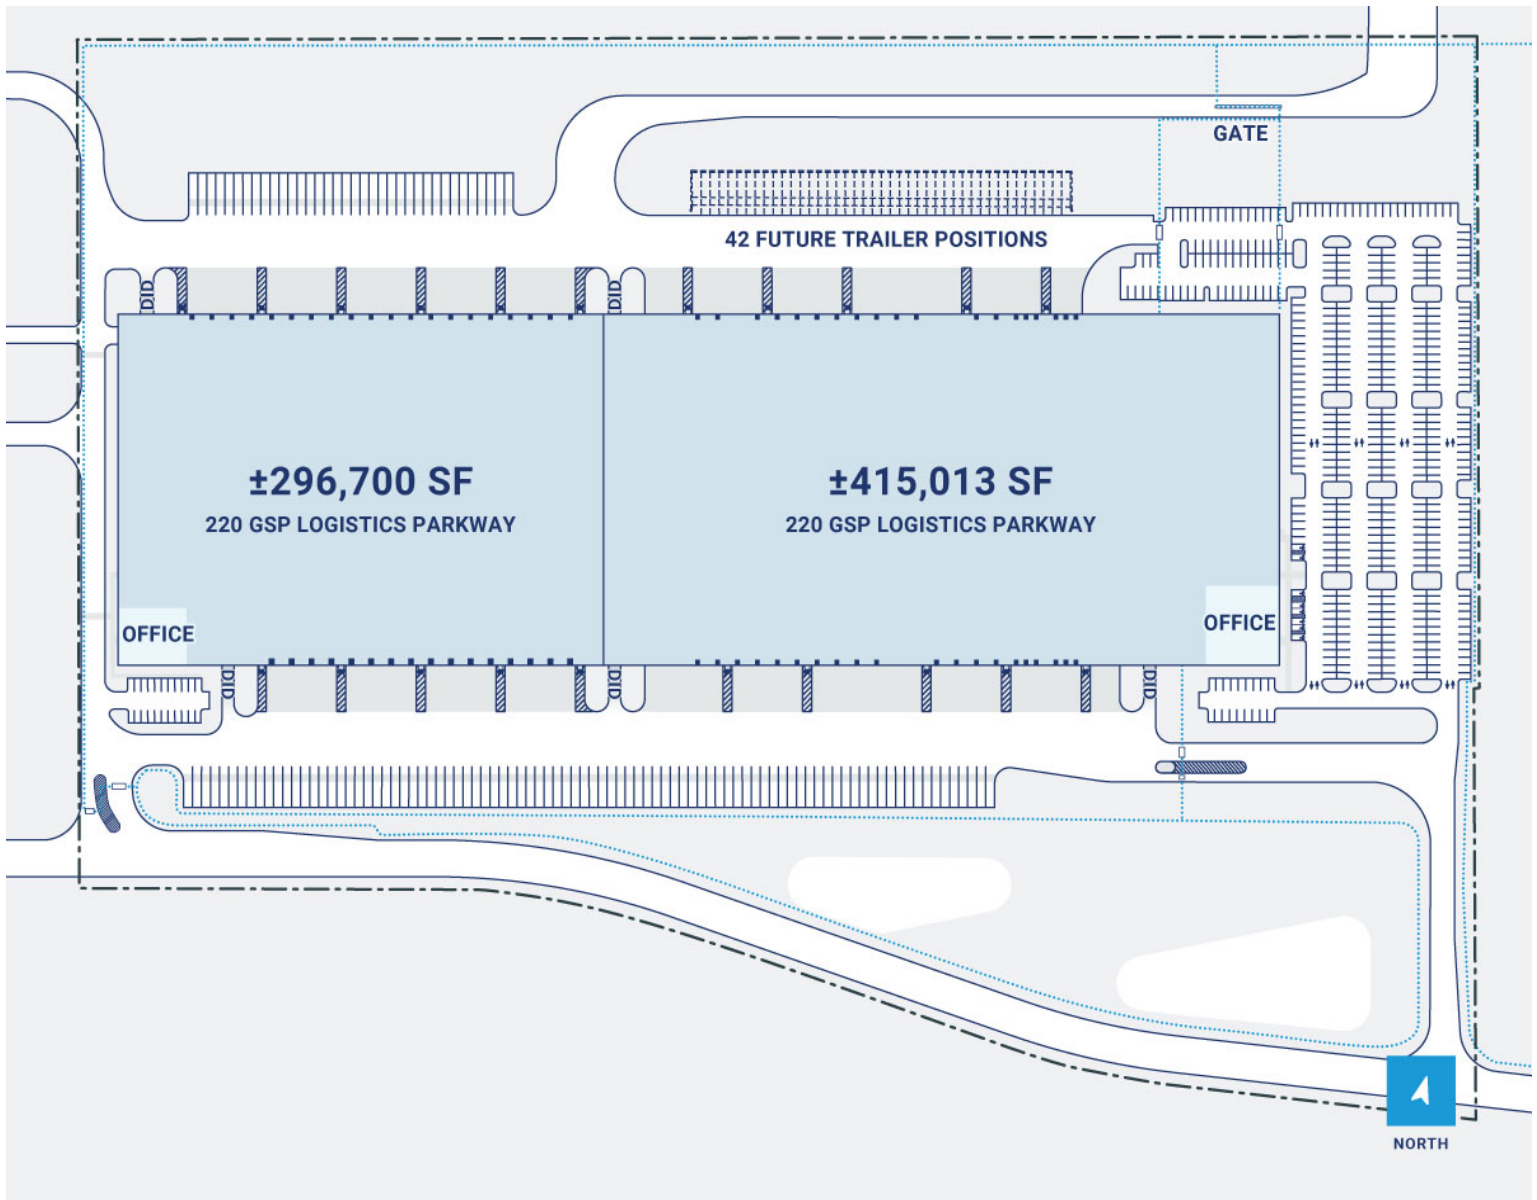 GATE
42 FUTURE TRAILER POSITIONS
DID
DID
±296,700 SF
220 GSP LOGISTICS PARKWAY
±415,013 SF
220 GSP LOGISTICS PARKWAY
OFFICE
OFFICE
DID
DID
DID
NORTH